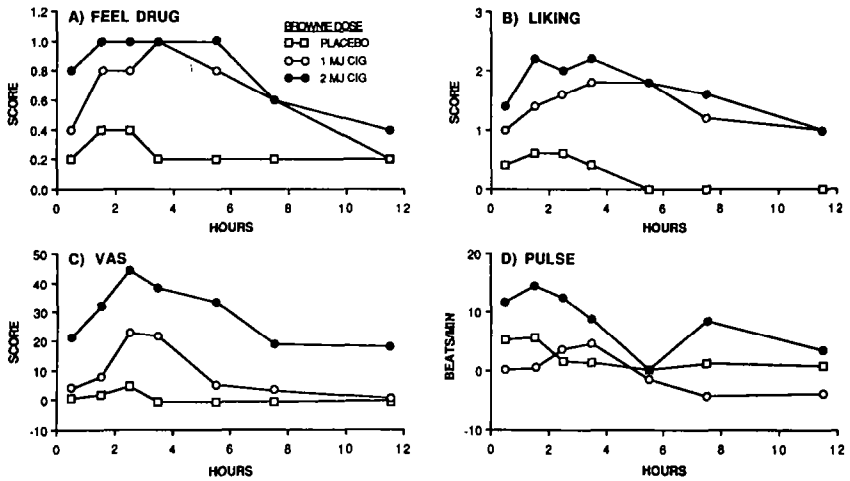 A) FEEL DRUG
BROWNIE DOSE
PLACEBO
1 MJ CIG
2 MJ CIG
SCORE
1.2
1.0
0.8
0.6
0.4
0.2
0.0
0 2 4 6 8 10 12
HOURS
B) LIKING
SCORE
3
2
1
0
0 2 4 6 8 10 12
HOURS
C) VAS
SCORE
50
40
30
20
10
0
-10
0 2 4 6 8 10 12
HOURS
D) PULSE
BEATS/MIN
20
10
0
-10
0 2 4 6 8 10 12
HOURS